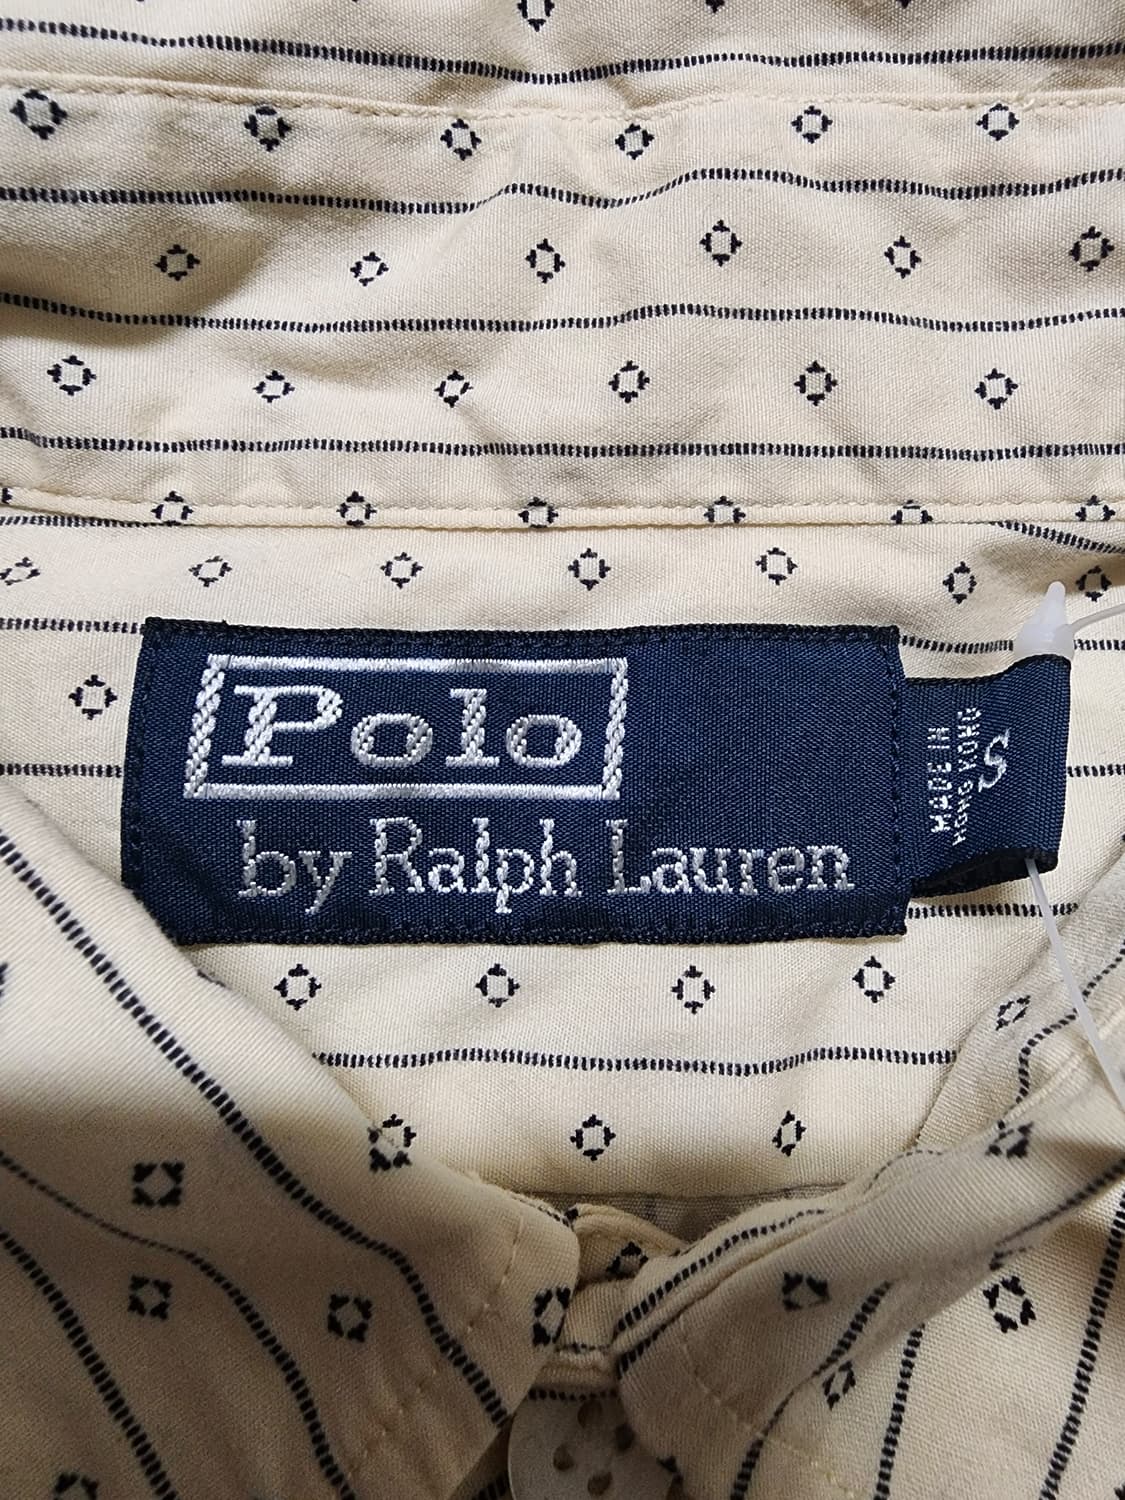 Polo
by Ralph Lauren
MADE IN
HONG KONG
S